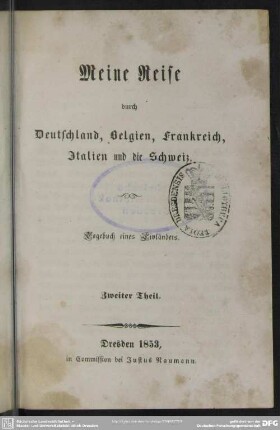 Meine Reise
durch
Deutschland, Belgien, Frankreich,
Italien und die Schweiz.
Tagebuch eines Livländers.
Zweiter Theil.
Dresden 1853,
in Commission bei Justus Naumann.